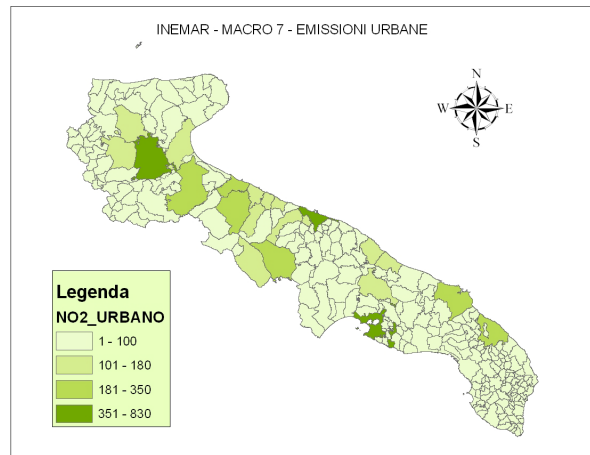 INEMAR - MACRO 7 - EMISSIONI URBANE
N
W E
S
Legenda
NO2_URBANO
1 - 100
101 - 180
181 - 350
351 - 830